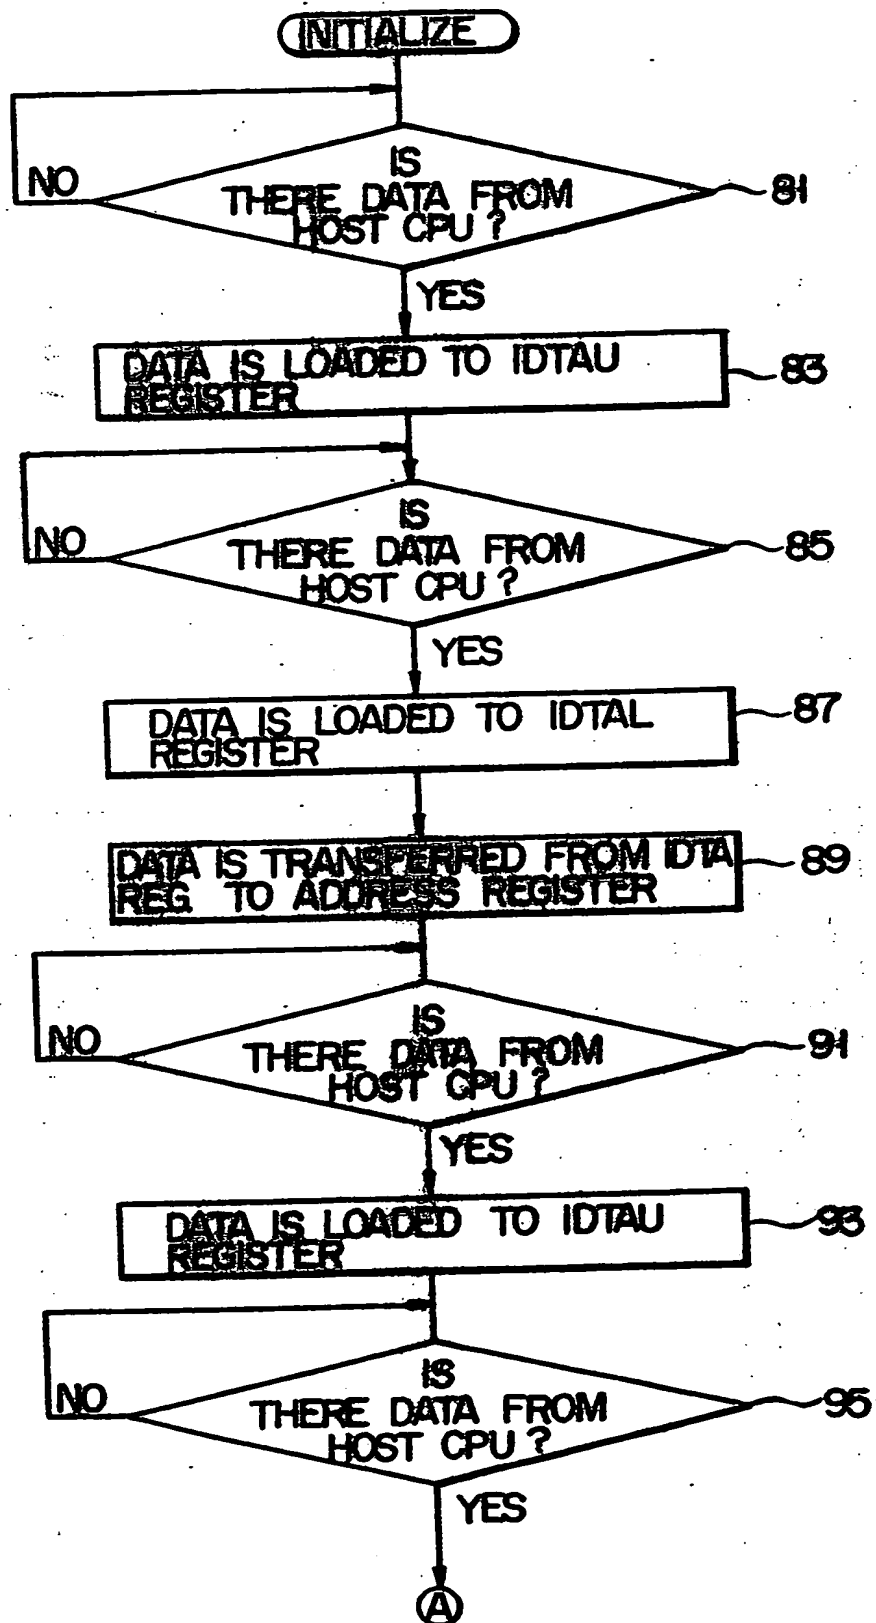 INITIALIZE
IS
THERE DATA FROM
HOST CPU ?
NO
81
YES
DATA IS LOADED TO IDTAU
REGISTER
83
IS
THERE DATA FROM
HOST CPU ?
NO
85
YES
DATA IS LOADED TO IDTAL
REGISTER
87
DATA IS TRANSFERRED FROM IDTA
REG. TO ADDRESS REGISTER
89
IS
THERE DATA FROM
HOST CPU ?
NO
91
YES
DATA IS LOADED TO IDTAU
REGISTER
93
IS
THERE DATA FROM
HOST CPU ?
NO
95
YES
A